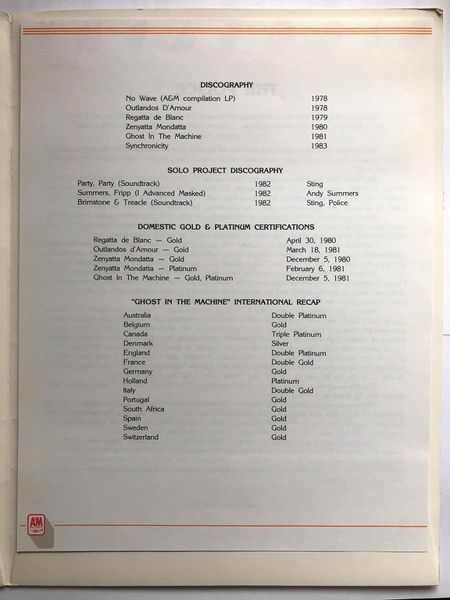 DISCOGRAPHY
No Wave (A&M compilation LP) 1978
Outlandos D'Amour 1978
Regatta de Blanc 1979
Zenyatta Mondatta 1980
Ghost In The Machine 1981
Synchronicity 1983
SOLO PROJECT DISCOGRAPHY
Party, Party (Soundtrack) 1982 Sting
Summers, Fripp (I Advanced Masked) 1982 Andy Summers
Brimstone & Treacle (Soundtrack) 1982 Sting, Police
DOMESTIC GOLD & PLATINUM CERTIFICATIONS
Regatta de Blanc — Gold April 30, 1980
Outlandos d'Amour — Gold March 18, 1981
Zenyatta Mondatta — Gold December 5, 1980
Zenyatta Mondatta — Platinum February 6, 1981
Ghost In The Machine — Gold, Platinum December 5, 1981
"GHOST IN THE MACHINE" INTERNATIONAL RECAP
Australia Double Platinum
Belgium Gold
Canada Triple Platinum
Denmark Silver
England Double Platinum
France Double Gold
Germany Gold
Holland Platinum
Italy Double Gold
Portugal Gold
South Africa Gold
Spain Gold
Sweden Gold
Switzerland Gold
A&M